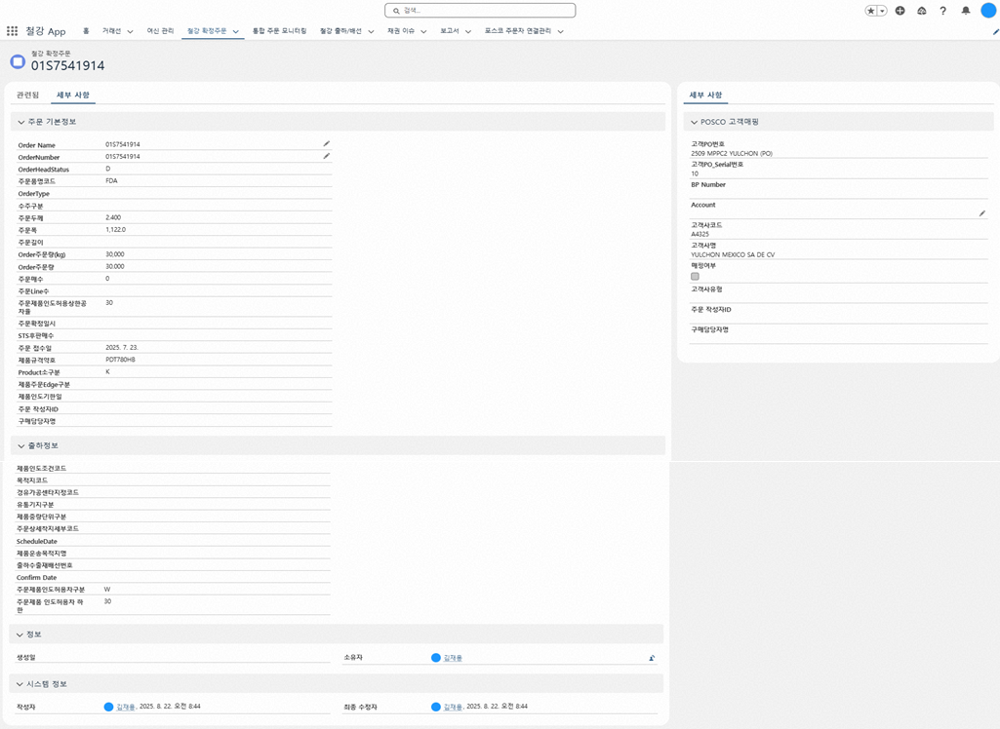 검색...
철강 App
홈 거래선 여신 관리 철강 확정주문 통합 주문 모니터링 철강 출하/배선 채권 이슈 보고서 포스코 주문자 연결관리
철강 확정주문
01S7541914
관련됨 세부 사항
주문 기본정보
Order Name 01S7541914
OrderNumber 01S7541914
OrderHeadStatus D
주문품명코드 FDA
OrderType
수주구분
주문두께 2.400
주문폭 1,122.0
주문길이
Order주문량(kg) 30,000
Order주문량 30.000
주문매수 0
주문Line수
주문제품인도허용상한공
차율 30
주문확정일시
STS후판매수
주문 접수일 2025. 7. 23.
제품규격약호 PDT780HB
Product소구분 K
제품주문Edge구분
제품인도기한일
주문 작성자ID
구매담당자명
출하정보
제품인도조건코드
목적지코드
경유가공센타지정코드
유통기지구분
제품중량단위구분
주문상세착지세부코드
ScheduleDate
제품운송목적지명
출하수출재배선번호
Confirm Date
주문제품인도허용차구분 W
주문제품 인도허용차 하
한 30
정보
생성일
소유자 김재율
시스템 정보
작성자 김재율, 2025. 8. 22. 오전 8:44
최종 수정자 김재율, 2025. 8. 22. 오전 8:44
세부 사항
POSCO 고객매핑
고객PO번호
2509 MPPC2 YULCHON (PO)
고객PO_Serial번호
10
BP Number
Account
고객사코드
A4325
고객사명
YULCHON MEXICO SA DE CV
매핑여부
고객사유형
주문 작성자ID
구매담당자명